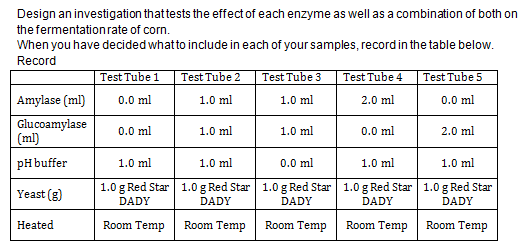 Design an investigation that tests the effect of each enzyme as well as a combination of both on
the fermentation rate of corn.
When you have decided what to include in each of your samples, record in the table below.
Record
Test Tube 1 Test Tube 2 Test Tube 3 Test Tube 4 Test Tube 5
Amylase (ml) 0.0 ml 1.0 ml 1.0 ml 2.0 ml 0.0 ml
Glucoamylase
(ml) 0.0 ml 1.0 ml 1.0 ml 0.0 ml 2.0 ml
pH buffer 1.0 ml 1.0 ml 0.0 ml 1.0 ml 1.0 ml
Yeast (g) 1.0 g Red Star 1.0 g Red Star 1.0 g Red Star 1.0 g Red Star 1.0 g Red Star
DADY DADY DADY DADY DADY
Heated Room Temp Room Temp Room Temp Room Temp Room Temp